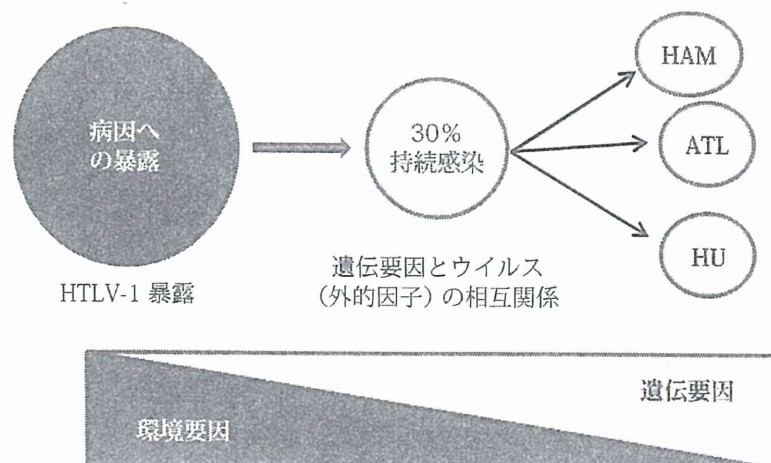 病因へ
の暴露
HTLV-1 暴露
30%
持続感染
遺伝要因とウイルス
（外的因子）の相互関係
HAM
ATL
HU
遺伝要因
環境要因